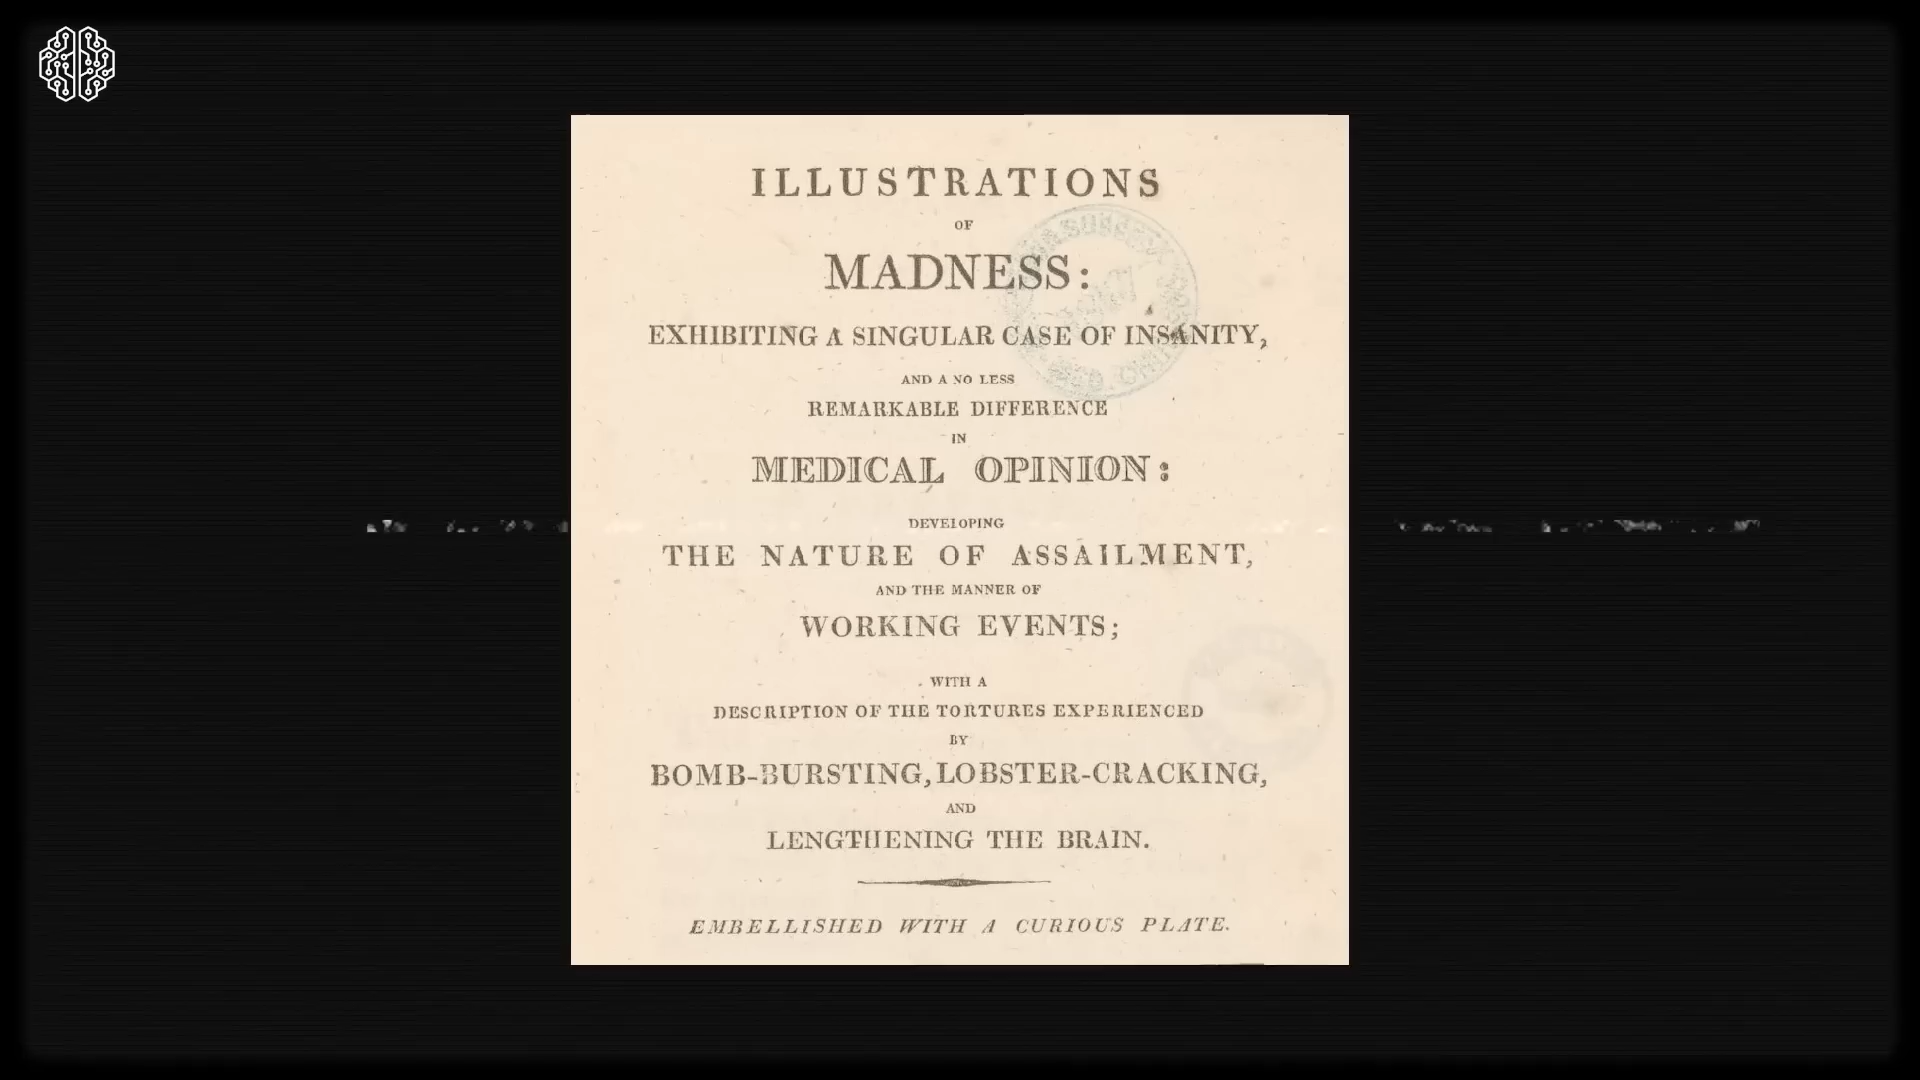 ILLUSTRATIONS
OF
MADNESS:
EXHIBITING A SINGULAR CASE OF INSANITY,
AND A NO LESS
REMARKABLE DIFFERENCE
IN
MEDICAL OPINION:
DEVELOPING
THE NATURE OF ASSAILMENT,
AND THE MANNER OF
WORKING EVENTS;
WITH A
DESCRIPTION OF THE TORTURES EXPERIENCED
BY
BOMB-BURSTING, LOBSTER-CRACKING,
AND
LENGTHENING THE BRAIN.
EMBELLISHED WITH A CURIOUS PLATE.